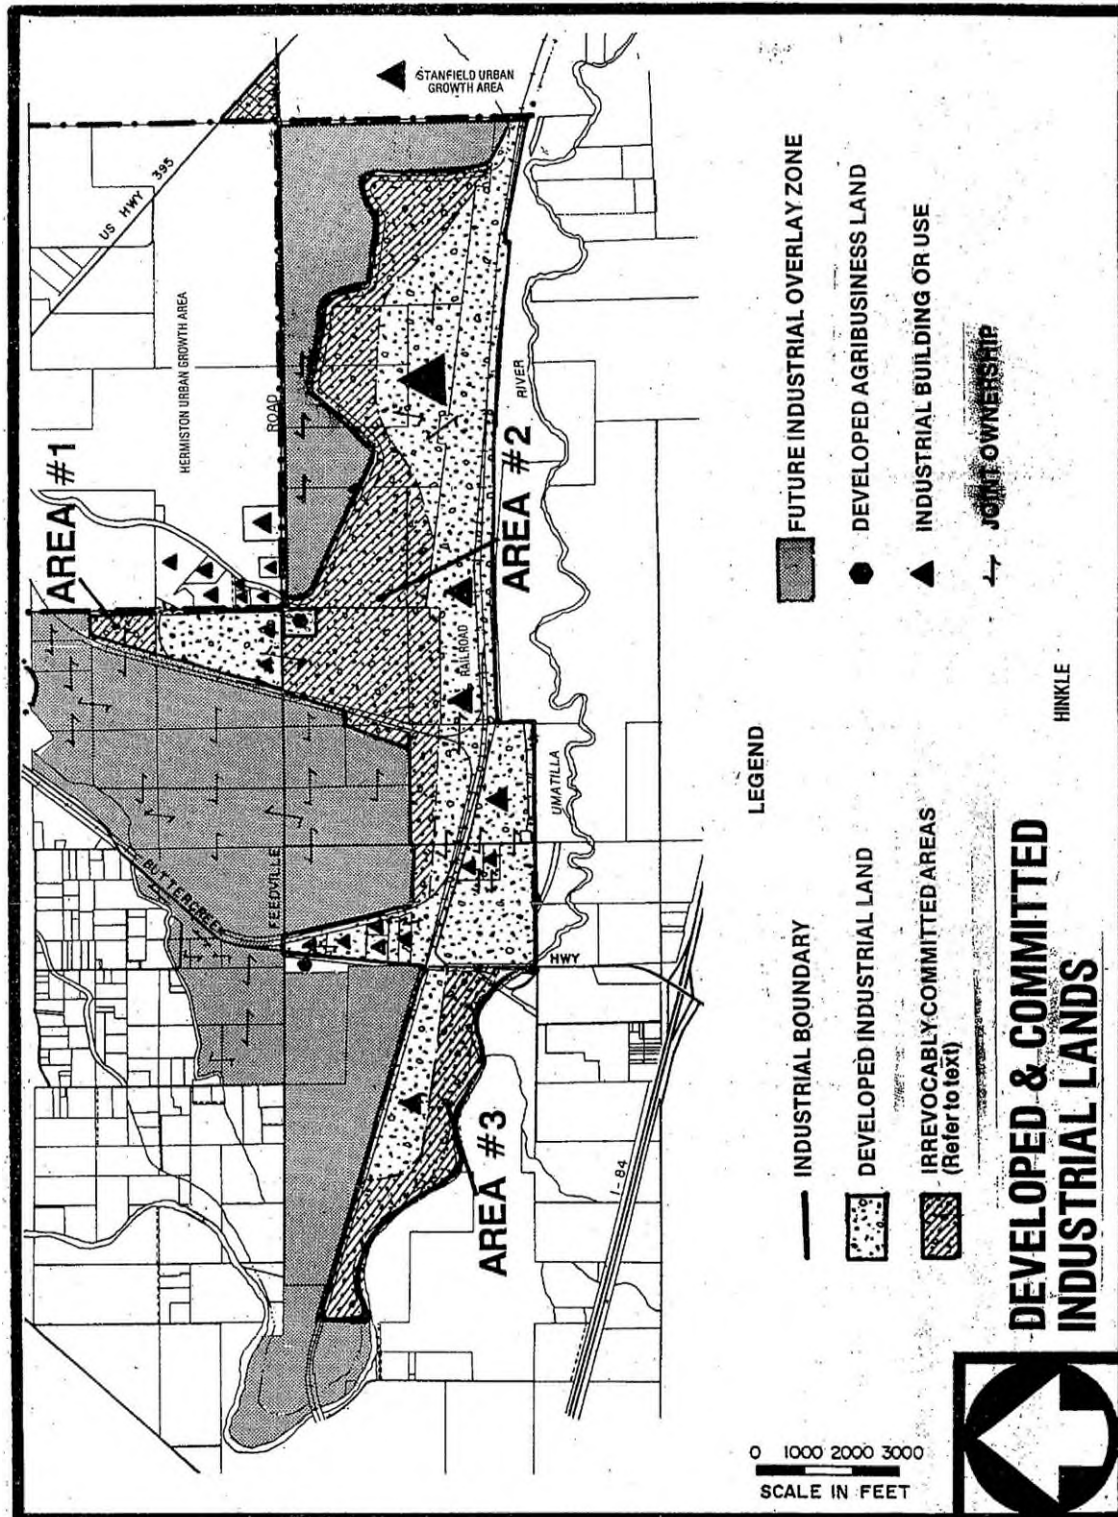 US HWY 395
STANFIELD URBAN
GROWTH AREA
HERMISTON URBAN GROWTH AREA
AREA #1
ROAD
FEEDVILLE
BUTTERCREEK
RIVER
AREA #2
RAILROAD
UMATILLA
HWY
AREA #3
I-84
LEGEND
INDUSTRIAL BOUNDARY
DEVELOPED INDUSTRIAL LAND
IRREVOCABLY COMMITTED AREAS
(Refer to text)
FUTURE INDUSTRIAL OVERLAY ZONE
DEVELOPED AGRIBUSINESS LAND
INDUSTRIAL BUILDING OR USE
JOINT OWNERSHIP
HINKLE
DEVELOPED & COMMITTED
INDUSTRIAL LANDS
0 1000 2000 3000
SCALE IN FEET